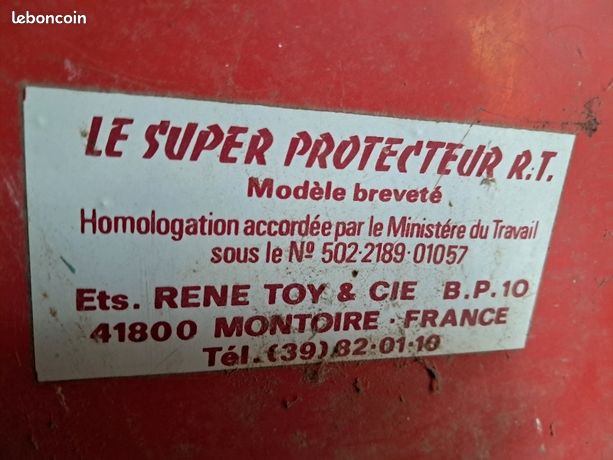 leboncoin
LE SUPER PROTECTEUR R.T.
Modèle breveté
Homologation accordée par le Ministére du Travail
sous le Nº 502-2189-01057
Ets. RENE TOY & CIE B.P.10
41800 MONTOIRE - FRANCE
Tél. (39) 82-01-10